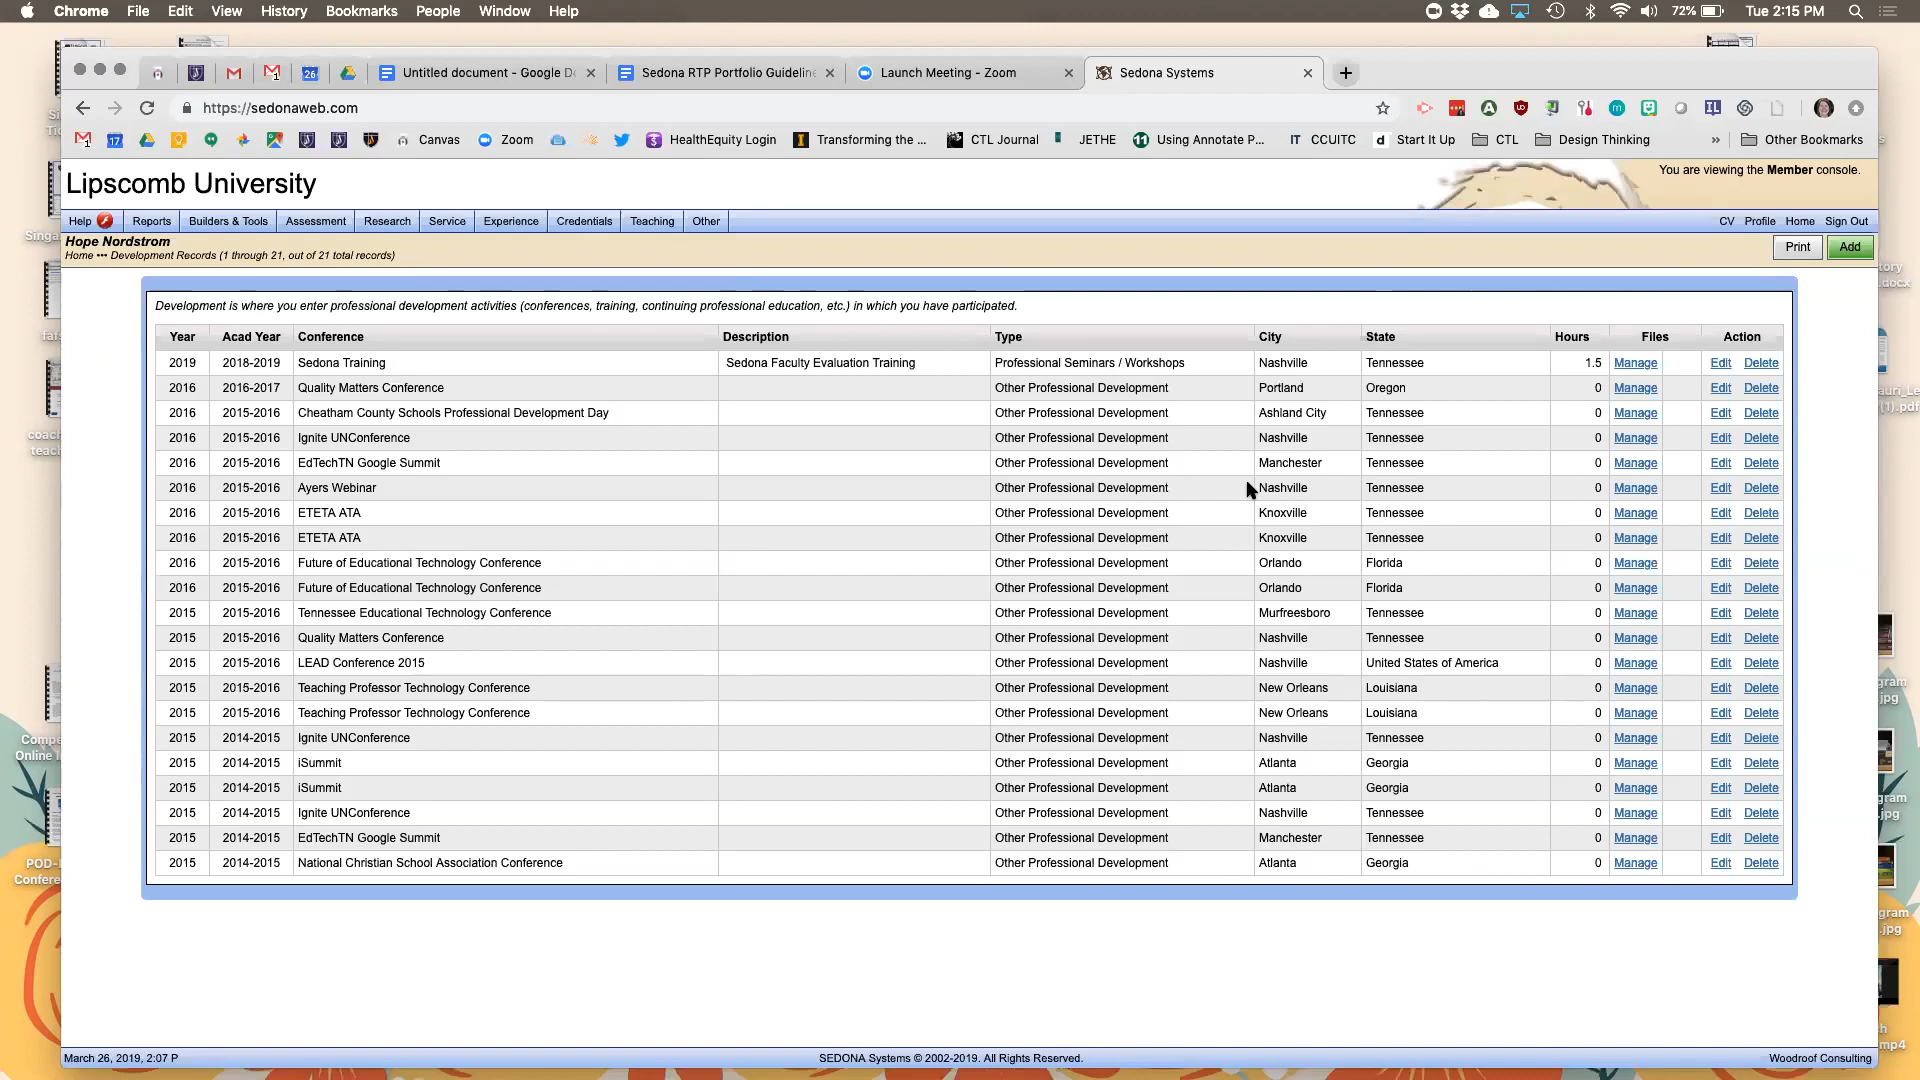 Chrome File Edit View History Bookmarks People Window Help 72% Tue 2:15 PM
1 26 Untitled document - Google D Sedona RTP Portfolio Guideline Launch Meeting - Zoom Sedona Systems
https://sedonaweb.com
1 17 Canvas Zoom HealthEquity Login Transforming the ... CTL Journal JETHE 11 Using Annotate P... IT CCUITC d Start It Up CTL Design Thinking » Other Bookmarks
Lipscomb University
You are viewing the Member console.
Help Reports Builders & Tools Assessment Research Service Experience Credentials Teaching Other CV Profile Home Sign Out
Hope Nordstrom
Home ••• Development Records (1 through 21, out of 21 total records)
Print Add
Development is where you enter professional development activities (conferences, training, continuing professional education, etc.) in which you have participated.
Year Acad Year Conference Description Type City State Hours Files Action
2019 2018-2019 Sedona Training Sedona Faculty Evaluation Training Professional Seminars / Workshops Nashville Tennessee 1.5 Manage Edit Delete
2016 2016-2017 Quality Matters Conference Other Professional Development Portland Oregon 0 Manage Edit Delete
2016 2015-2016 Cheatham County Schools Professional Development Day Other Professional Development Ashland City Tennessee 0 Manage Edit Delete
2016 2015-2016 Ignite UNConference Other Professional Development Nashville Tennessee 0 Manage Edit Delete
2016 2015-2016 EdTechTN Google Summit Other Professional Development Manchester Tennessee 0 Manage Edit Delete
2016 2015-2016 Ayers Webinar Other Professional Development Nashville Tennessee 0 Manage Edit Delete
2016 2015-2016 ETETA ATA Other Professional Development Knoxville Tennessee 0 Manage Edit Delete
2016 2015-2016 ETETA ATA Other Professional Development Knoxville Tennessee 0 Manage Edit Delete
2016 2015-2016 Future of Educational Technology Conference Other Professional Development Orlando Florida 0 Manage Edit Delete
2016 2015-2016 Future of Educational Technology Conference Other Professional Development Orlando Florida 0 Manage Edit Delete
2015 2015-2016 Tennessee Educational Technology Conference Other Professional Development Murfreesboro Tennessee 0 Manage Edit Delete
2015 2015-2016 Quality Matters Conference Other Professional Development Nashville Tennessee 0 Manage Edit Delete
2015 2015-2016 LEAD Conference 2015 Other Professional Development Nashville United States of America 0 Manage Edit Delete
2015 2015-2016 Teaching Professor Technology Conference Other Professional Development New Orleans Louisiana 0 Manage Edit Delete
2015 2015-2016 Teaching Professor Technology Conference Other Professional Development New Orleans Louisiana 0 Manage Edit Delete
2015 2014-2015 Ignite UNConference Other Professional Development Nashville Tennessee 0 Manage Edit Delete
2015 2014-2015 iSummit Other Professional Development Atlanta Georgia 0 Manage Edit Delete
2015 2014-2015 iSummit Other Professional Development Atlanta Georgia 0 Manage Edit Delete
2015 2014-2015 Ignite UNConference Other Professional Development Nashville Tennessee 0 Manage Edit Delete
2015 2014-2015 EdTechTN Google Summit Other Professional Development Manchester Tennessee 0 Manage Edit Delete
2015 2014-2015 National Christian School Association Conference Other Professional Development Atlanta Georgia 0 Manage Edit Delete
March 26, 2019, 2:07 P SEDONA Systems © 2002-2019. All Rights Reserved. Woodroof Consulting
Singa
coach
teach
Compe
Online I
POD-
Conferen
.docx
(1).pdf
gram
.jpg
gram
.jpg
gram
.jpg
.mp4